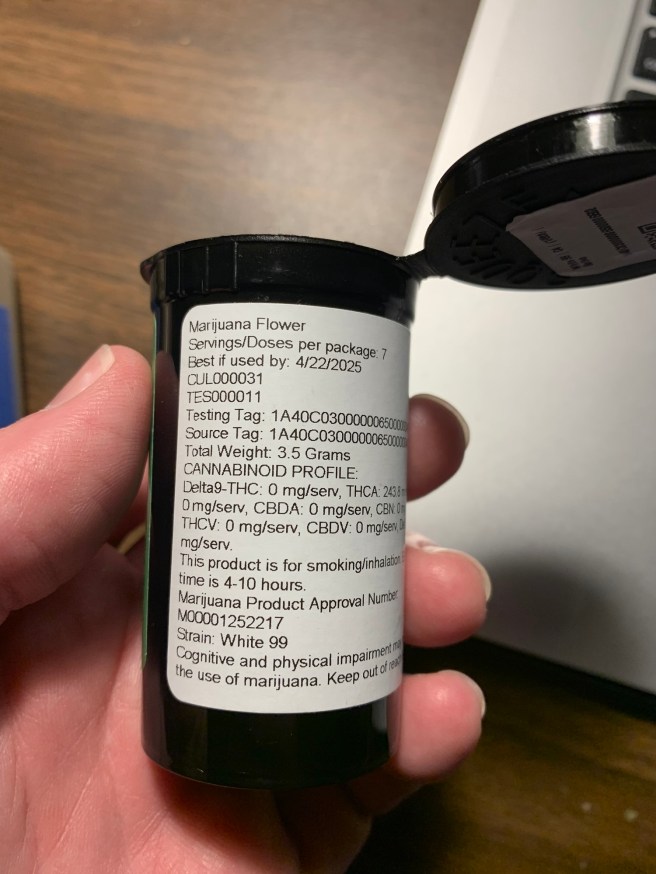 Marijuana Flower
Servings/Doses per package: 7
Best if used by: 4/22/2025
CUL000031
TES000011
Testing Tag: 1A40C03000000650000
Source Tag: 1A40C03000000650000
Total Weight: 3.5 Grams
CANNABINOID PROFILE:
Delta9-THC: 0 mg/serv, THCA: 243.8
0 mg/serv, CBDA: 0 mg/serv, CBN: 0
THCV: 0 mg/serv, CBDV: 0 mg/serv,
mg/serv.
This product is for smoking/inhalation
time is 4-10 hours.
Marijuana Product Approval Number
M00001252217
Strain: White 99
Cognitive and physical impairment may
the use of marijuana. Keep out of reach